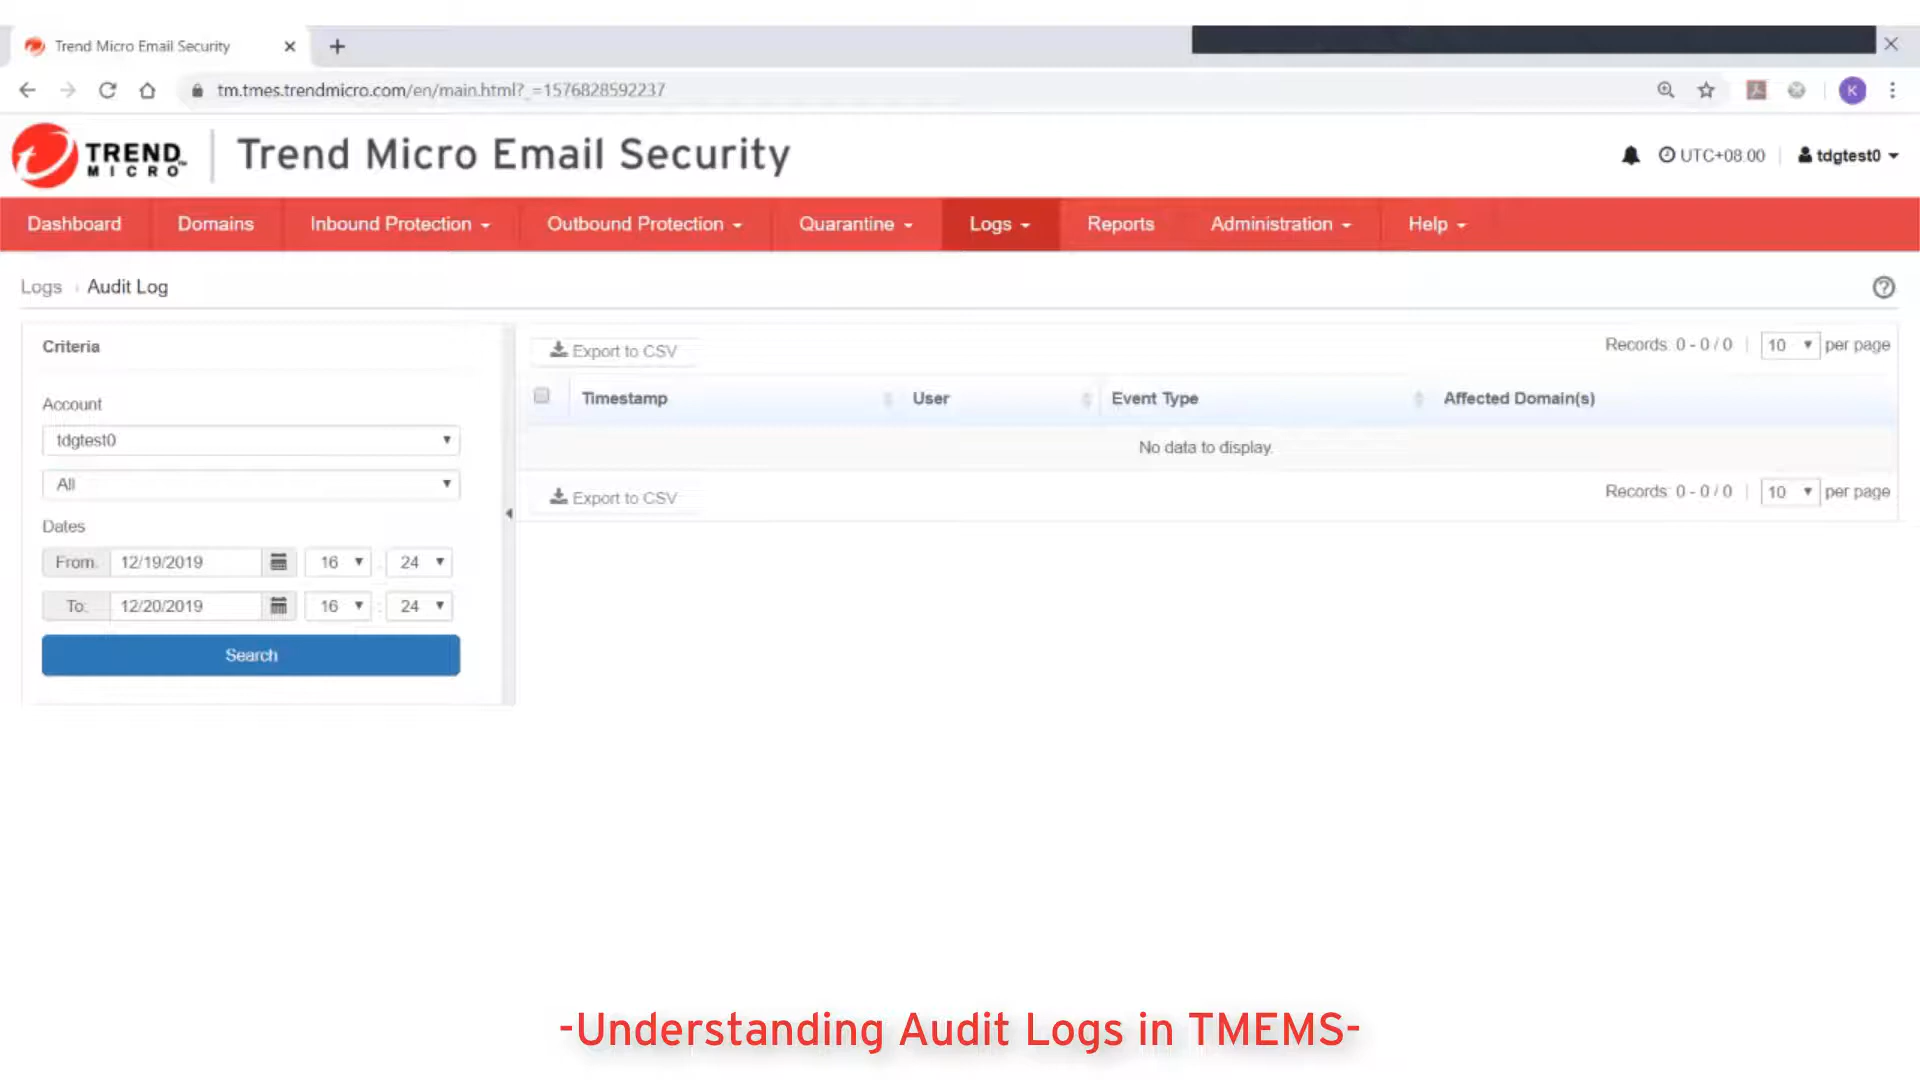 Trend Micro Email Security
tm.tmes.trendmicro.com/en/main.html?_=1576828592237
K
TREND MICRO™
Trend Micro Email Security
UTC+08:00
tdgtest0
Dashboard
Domains
Inbound Protection
Outbound Protection
Quarantine
Logs
Reports
Administration
Help
Logs
Audit Log
Criteria
Account
tdgtest0
All
Dates
From:
12/19/2019
16
:
24
To:
12/20/2019
16
:
24
Search
Export to CSV
Records: 0 - 0 / 0
10
per page
Timestamp
User
Event Type
Affected Domain(s)
No data to display.
Export to CSV
Records: 0 - 0 / 0
10
per page
-Understanding Audit Logs in TMEMS-